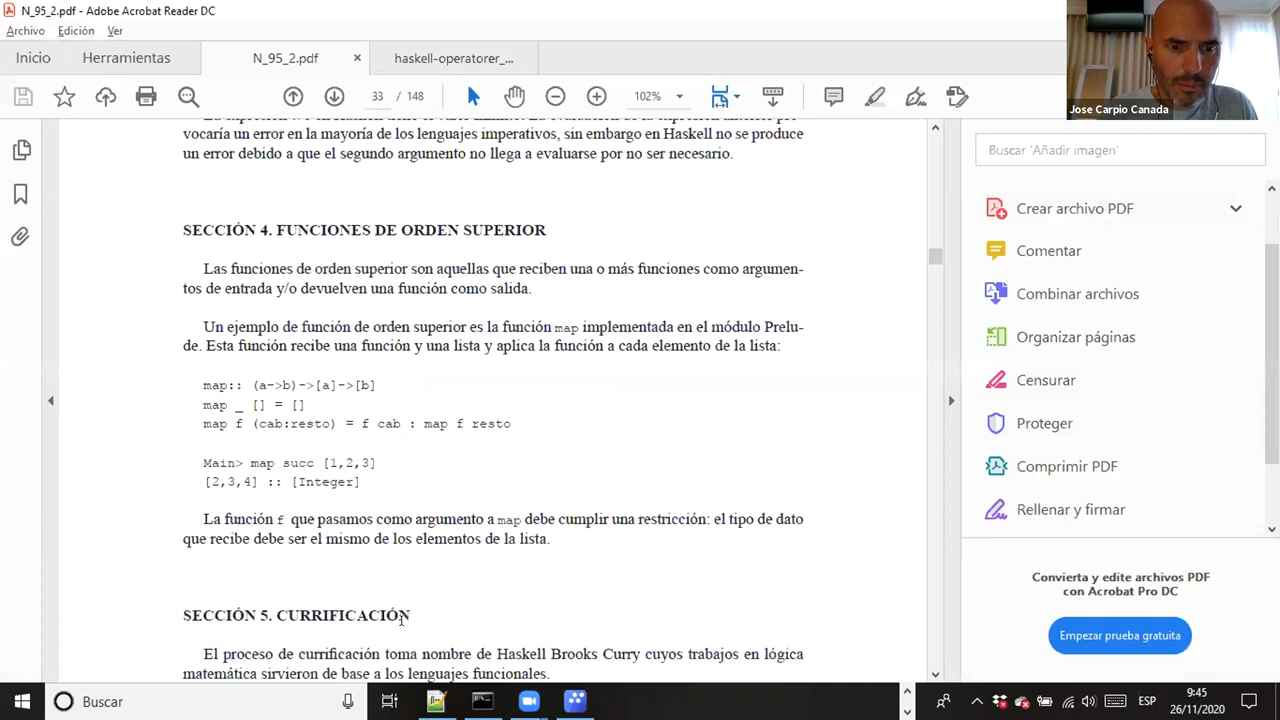 N_95_2.pdf - Adobe Acrobat Reader DC
Archivo Edición Ver
Inicio Herramientas N_95_2.pdf × haskell-operatorer_...
33 / 148 102%
Jose Carpio Canada
vocaría un error en la mayoría de los lenguajes imperativos, sin embargo en Haskell no se produce
un error debido a que el segundo argumento no llega a evaluarse por no ser necesario.
SECCIÓN 4. FUNCIONES DE ORDEN SUPERIOR
Las funciones de orden superior son aquellas que reciben una o más funciones como argumen-
tos de entrada y/o devuelven una función como salida.
Un ejemplo de función de orden superior es la función map implementada en el módulo Prelu-
de. Esta función recibe una función y una lista y aplica la función a cada elemento de la lista:
map:: (a->b)->[a]->[b]
map _ [] = []
map f (cab:resto) = f cab : map f resto
Main> map succ [1,2,3]
[2,3,4] :: [Integer]
La función f que pasamos como argumento a map debe cumplir una restricción: el tipo de dato
que recibe debe ser el mismo de los elementos de la lista.
SECCIÓN 5. CURRIFICACIÓN
El proceso de currificación toma nombre de Haskell Brooks Curry cuyos trabajos en lógica
matemática sirvieron de base a los lenguajes funcionales.
Buscar 'Añadir imagen'
Crear archivo PDF
Comentar
Combinar archivos
Organizar páginas
Censurar
Proteger
Comprimir PDF
Rellenar y firmar
Convierta y edite archivos PDF
con Acrobat Pro DC
Empezar prueba gratuita
Buscar
ESP
9:45
26/11/2020